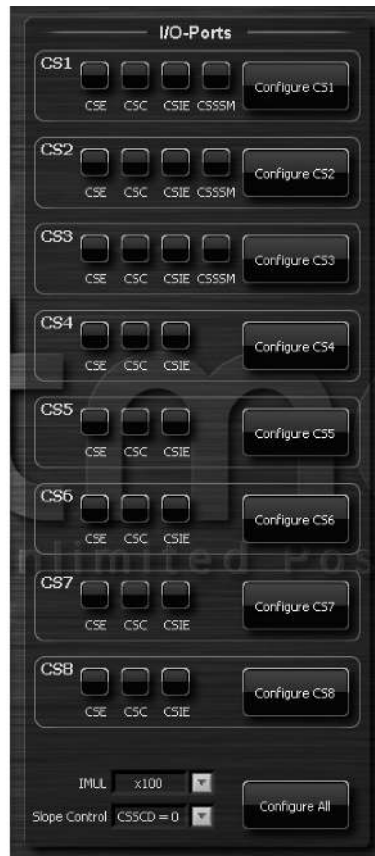 I/O-Ports
CS1
CSE CSC CSIE CSSSM
Configure CS1
CS2
CSE CSC CSIE CSSSM
Configure CS2
CS3
CSE CSC CSIE CSSSM
Configure CS3
CS4
CSE CSC CSIE
Configure CS4
CS5
CSE CSC CSIE
Configure CS5
CS6
CSE CSC CSIE
Configure CS6
nlimited Pos
CS7
CSE CSC CSIE
Configure CS7
CS8
CSE CSC CSIE
Configure CS8
IMUL x100
Slope Control CSSCD = 0
Configure All